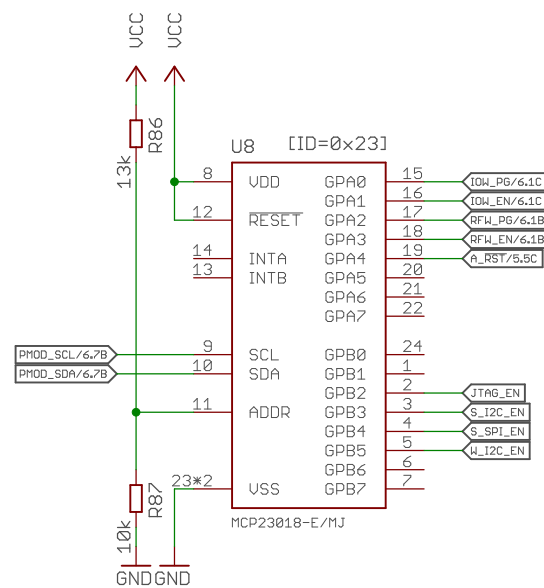 VCC
VCC
R86
13k
U8
[ID=0x23]
8 VDD GPA0 15 IOW_PG/6.1C
GPA1 16 IOW_EN/6.1C
12 RESET GPA2 17 RFW_PG/6.1B
GPA3 18 RFW_EN/6.1B
14 INTA GPA4 19 A_RST/5.5C
13 INTB GPA5 20
GPA6 21
GPA7 22
PMOD_SCL/6.7B 9 SCL GPB0 24
PMOD_SDA/6.7B 10 SDA GPB1 1
GPB2 2 JTAG_EN
11 ADDR GPB3 3 S_I2C_EN
GPB4 4 S_SPI_EN
GPB5 5 W_I2C_EN
GPB6 6
23*2 VSS GPB7 7
R87
10k
MCP23018-E/MJ
GND
GND